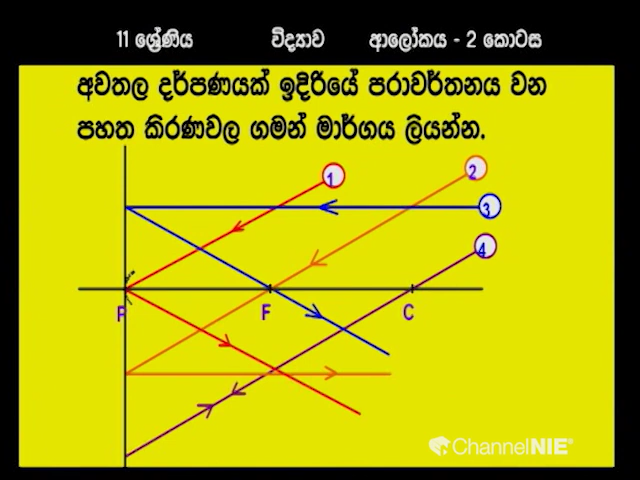 11 ශ්‍රේණිය විද්‍යාව ආලෝකය - 2 කොටස
අවතල දර්පණයක් ඉදිරියේ පරාවර්තනය වන
පහත කිරණවල ගමන් මාර්ගය ලියන්න.
1
2
3
4
P F C
ChannelNIE